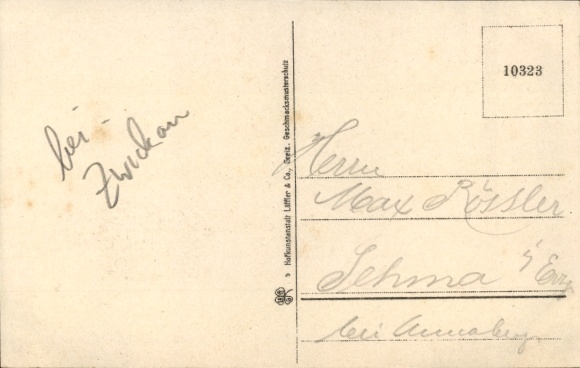 bei
Zwickau
Hofkunstanstalt Löffler & Co., Greiz. Geschmacksmusterschutz
10323
Herrn
Max Rössler
Sehma i/Erzg.
bei Annaberg